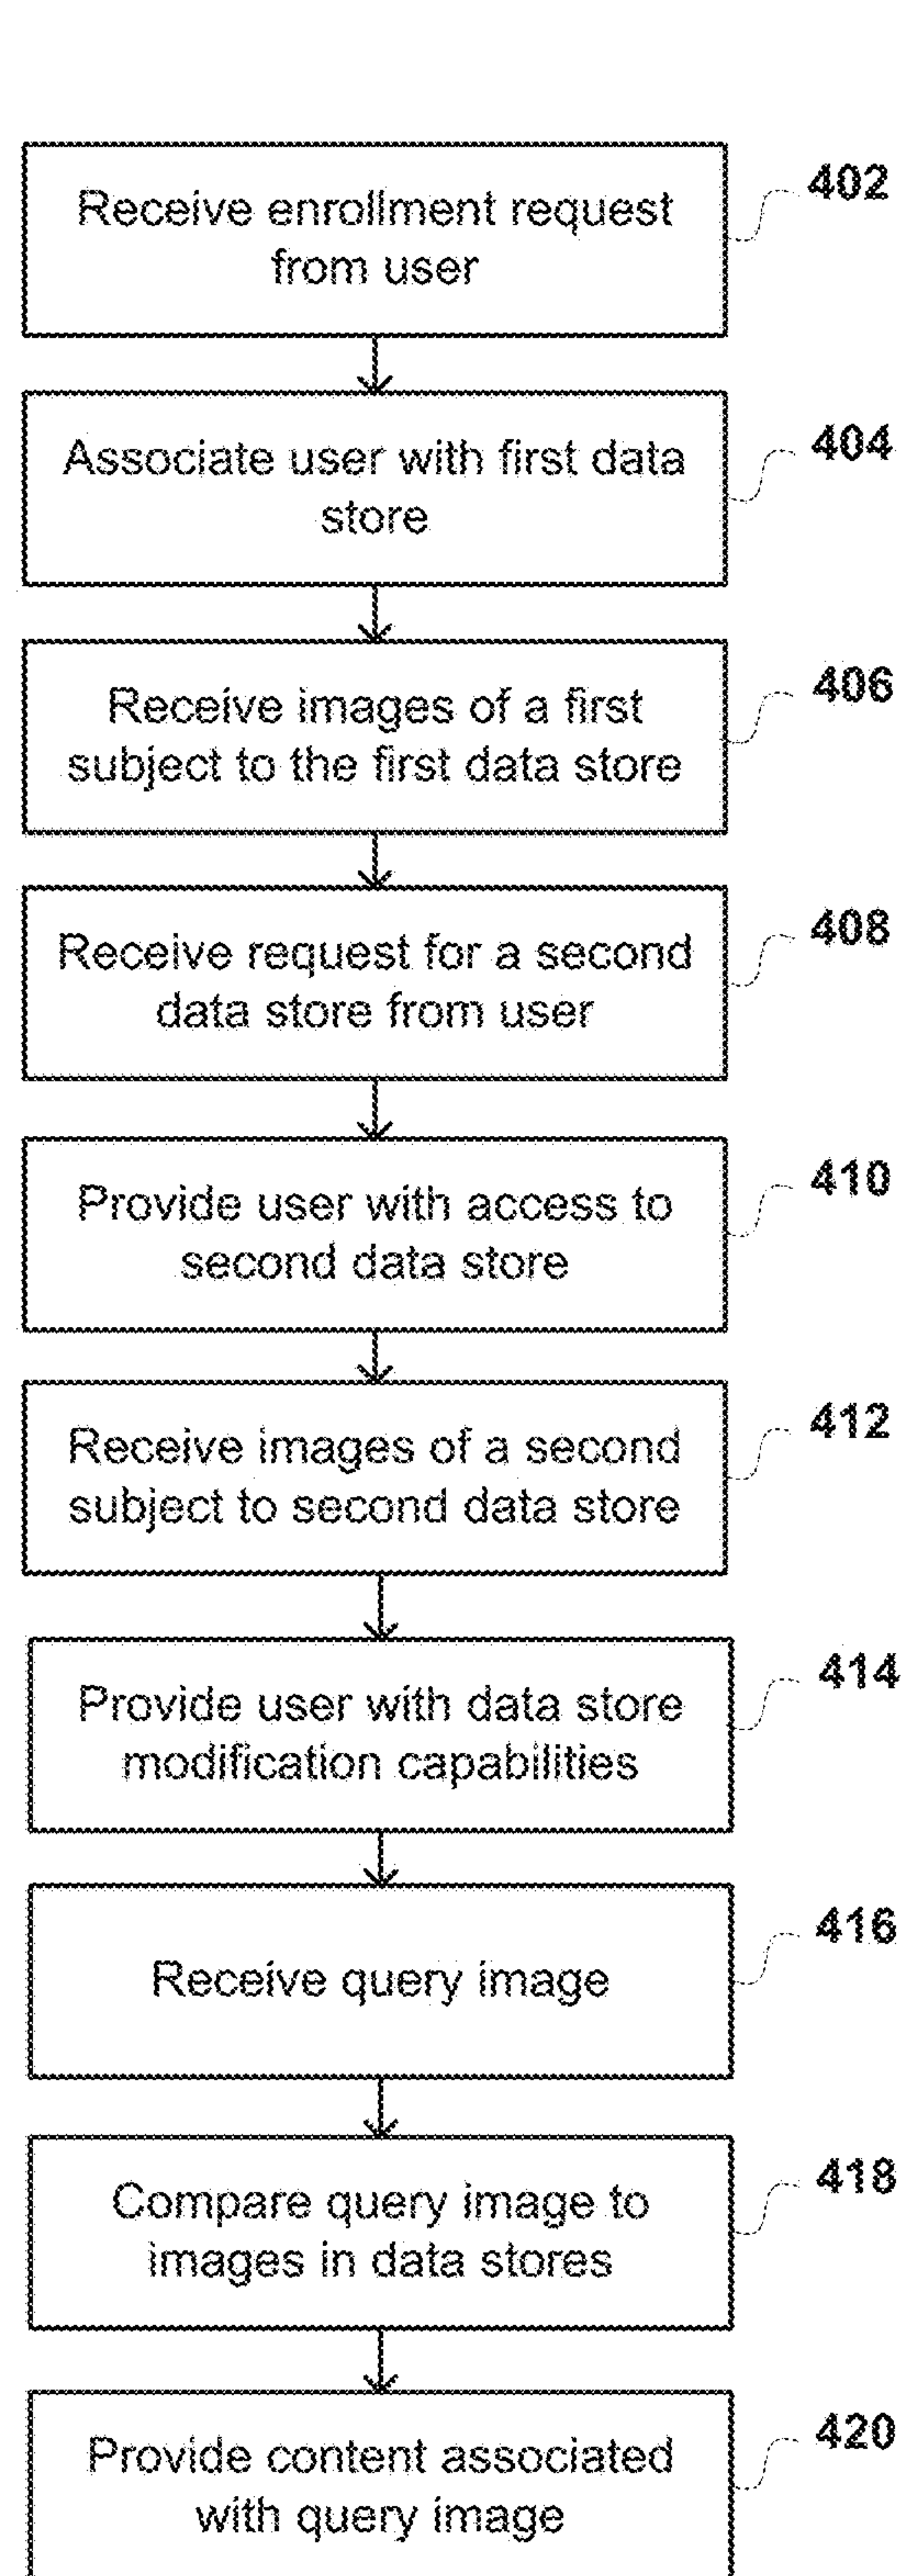 402
Receive enrollment request
from user
404
Associate user with first data
store
406
Receive images of a first
subject to the first data store
408
Receive request for a second
data store from user
410
Provide user with access to
second data store
412
Receive images of a second
subject to second data store
414
Provide user with data store
modification capabilities
416
Receive query image
418
Compare query image to
images in data stores
420
Provide content associated
with query image